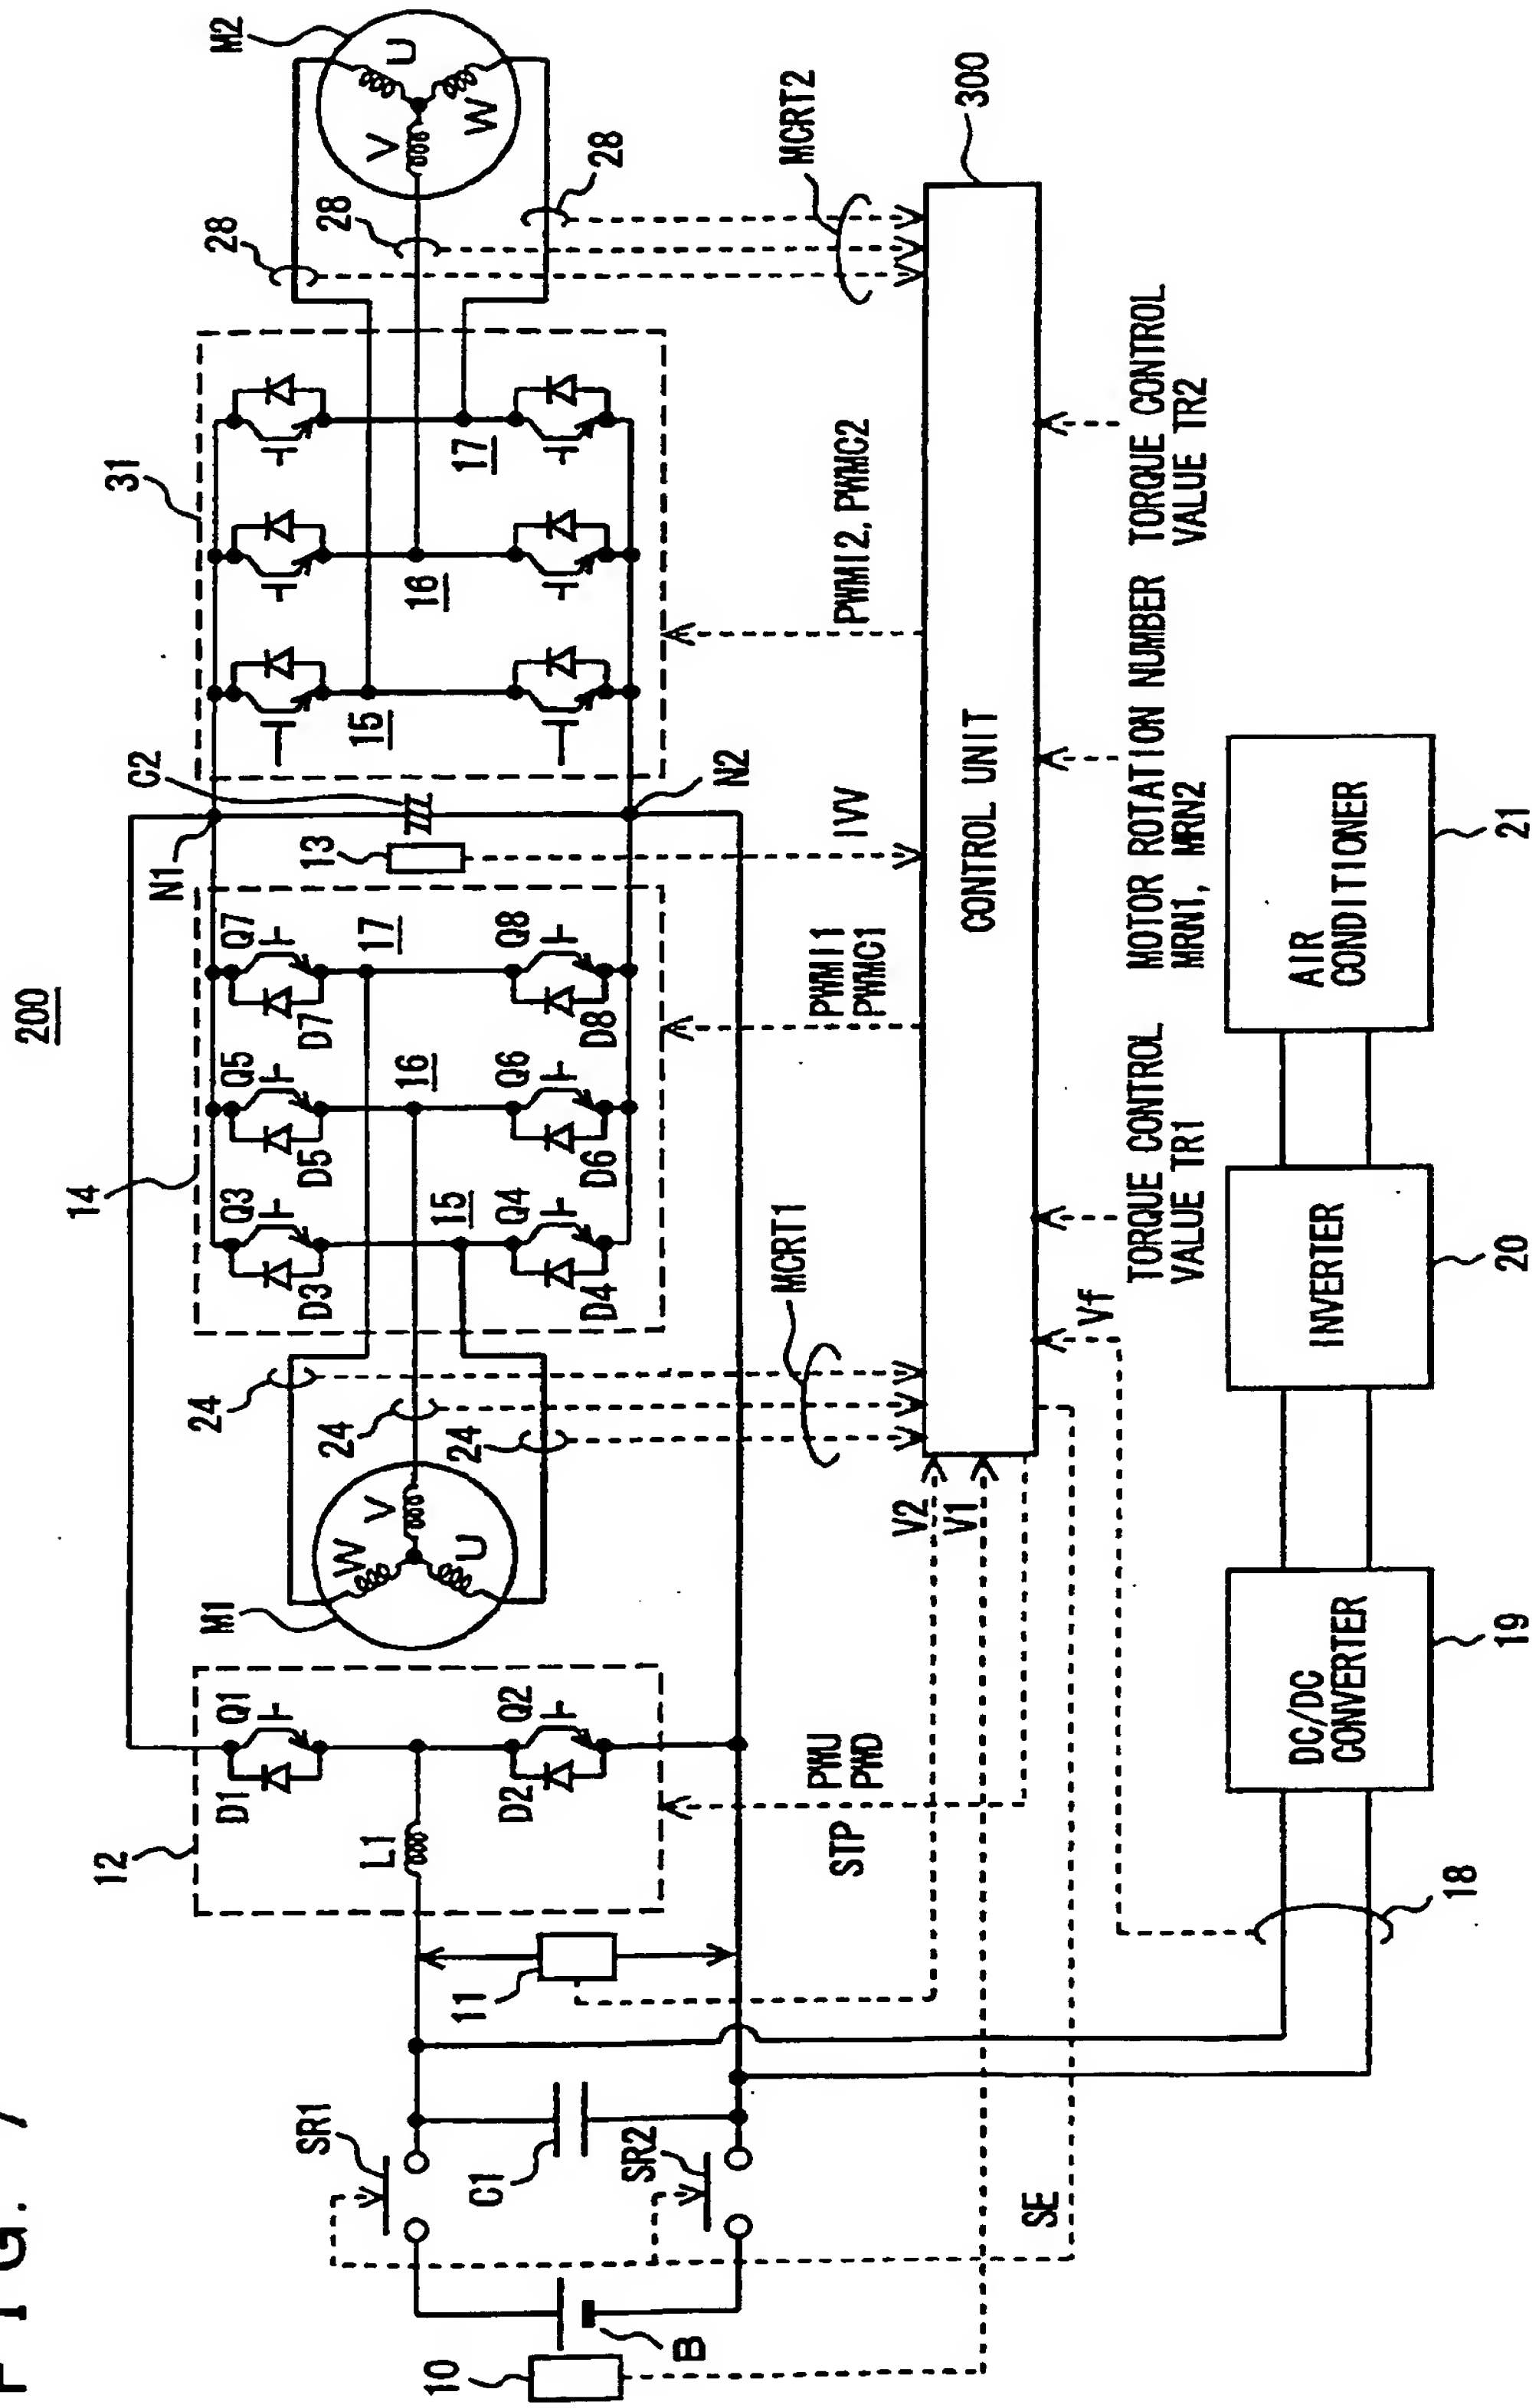 FIG. 7
200
12
D1
Q1
D2
Q2
L1
M1
W
V
U
24
24
24
14
D3
Q3
D5
Q5
D7
Q7
15
16
17
D4
Q4
D6
Q6
D8
Q8
N1
13
C2
N2
31
15
16
17
28
28
28
M2
U
V
W
SR1
C1
SR2
11
10
B
SE
STP
PWU
PWD
V2
V1
MCRT1
PWMI1
PWMC1
IVV
PWMI2, PWMC2
MCRT2
300
CONTROL UNIT
Vf
TORQUE CONTROL
VALUE TR1
MOTOR ROTATION NUMBER
MRN1, MRN2
TORQUE CONTROL
VALUE TR2
18
DC/DC
CONVERTER
19
INVERTER
20
AIR
CONDITIONER
21